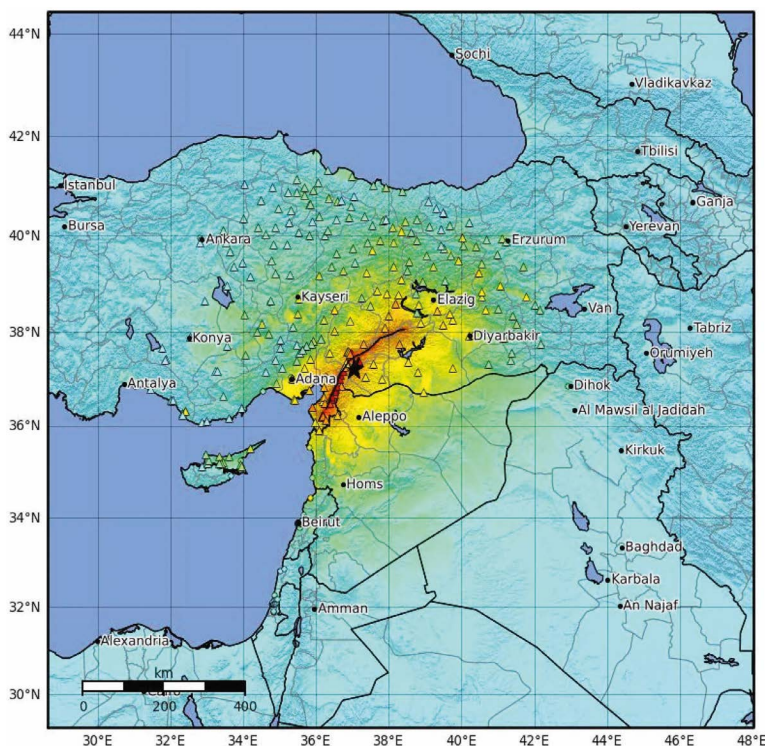 44°N
Sochi
Vladikavkaz
42°N
Tbilisi
Istanbul
Ganja
Bursa
Yerevan
40°N
Ankara
Erzurum
Kayseri
Elazig
Van
38°N
Konya
Diyarbakir
Tabriz
Orumiyeh
Antalya
Adana
Dihok
Aleppo
Al Mawsil al Jadidah
36°N
Kirkuk
Homs
34°N
Beirut
Baghdad
Karbala
32°N
Amman
An Najaf
Alexandria
km
30°N
0
200
400
Cairo
30°E
32°E
34°E
36°E
38°E
40°E
42°E
44°E
46°E
48°E